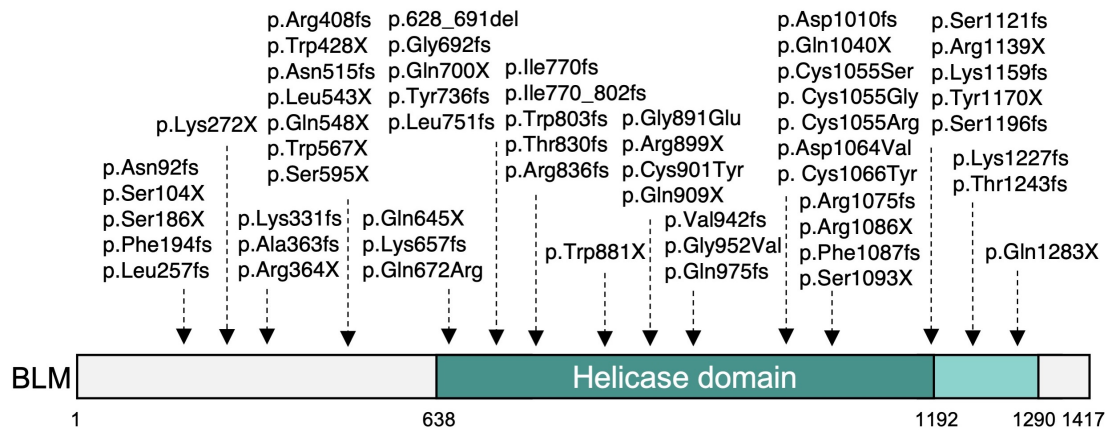 p.Asn92fs
p.Ser104X
p.Ser186X
p.Phe194fs
p.Leu257fs
p.Lys272X
p.Lys331fs
p.Ala363fs
p.Arg364X
p.Arg408fs
p.Trp428X
p.Asn515fs
p.Leu543X
p.Gln548X
p.Trp567X
p.Ser595X
p.Gln645X
p.Lys657fs
p.Gln672Arg
p.628_691del
p.Gly692fs
p.Gln700X
p.Tyr736fs
p.Leu751fs
p.Ile770fs
p.Ile770_802fs
p.Trp803fs
p.Thr830fs
p.Arg836fs
p.Trp881X
p.Gly891Glu
p.Arg899X
p.Cys901Tyr
p.Gln909X
p.Val942fs
p.Gly952Val
p.Gln975fs
p.Asp1010fs
p.Gln1040X
p.Cys1055Ser
p. Cys1055Gly
p. Cys1055Arg
p.Asp1064Val
p. Cys1066Tyr
p.Arg1075fs
p.Arg1086X
p.Phe1087fs
p.Ser1093X
p.Ser1121fs
p.Arg1139X
p.Lys1159fs
p.Tyr1170X
p.Ser1196fs
p.Lys1227fs
p.Thr1243fs
p.Gln1283X
BLM
Helicase domain
1 638 1192 1290 1417